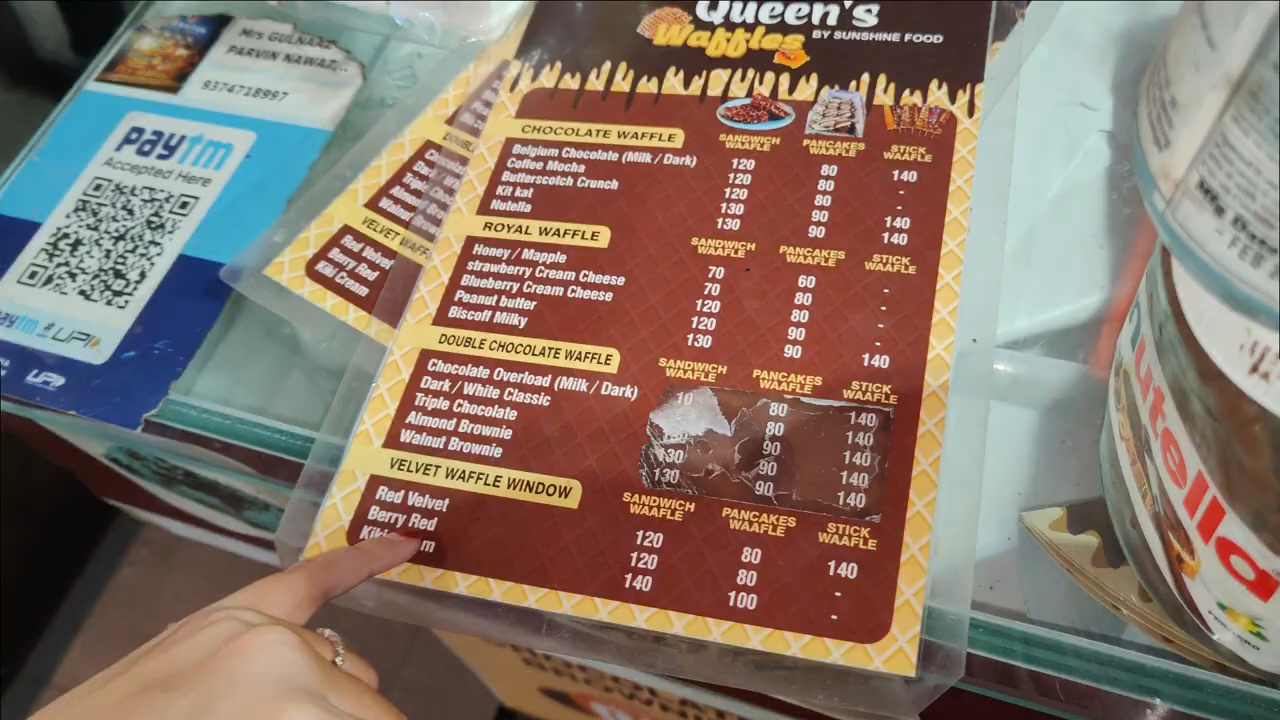 Mrs GULNAAZ
PARVIN NAWAZ...
9374718997
paytm
Accepted Here
UPI
UPI
Queen's
Waffles
BY SUNSHINE FOOD
CHOCOLATE WAFFLE SANDWICH WAAFLE PANCAKES WAAFLE STICK WAAFLE
Belgium Chocolate (Milk / Dark) 120 80 140
Coffee Mocha 120 80 -
Butterscotch Crunch 120 80 -
Kit kat 130 90 140
Nutella 130 90 140
ROYAL WAFFLE SANDWICH WAAFLE PANCAKES WAAFLE STICK WAAFLE
Honey / Mapple 70 60 -
strawberry Cream Cheese 70 80 -
Blueberry Cream Cheese 120 80 -
Peanut butter 120 90 -
Biscoff Milky 130 90 140
DOUBLE CHOCOLATE WAFFLE SANDWICH WAAFLE PANCAKES WAAFLE STICK WAAFLE
Chocolate Overload (Milk / Dark) 10 80 140
Dark / White Classic 80 140
Triple Chocolate 130 90 140
Almond Brownie 130 90 140
Walnut Brownie 90 140
VELVET WAFFLE WINDOW SANDWICH WAAFLE PANCAKES WAAFLE STICK WAAFLE
Red Velvet 120 80 140
Berry Red 120 80 -
140 100 -
Red Velvet
Berry Red
Kiki Cream
nutella